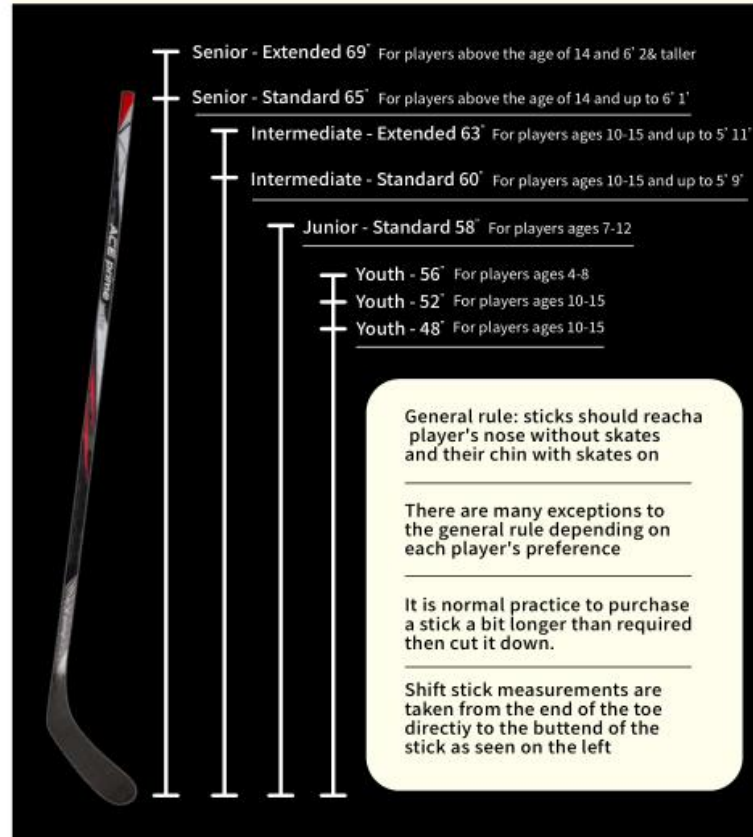 Senior - Extended 69" For players above the age of 14 and 6' 2& taller
Senior - Standard 65" For players above the age of 14 and up to 6' 1'
Intermediate - Extended 63" For players ages 10-15 and up to 5' 11"
Intermediate - Standard 60" For players ages 10-15 and up to 5' 9'
Junior - Standard 58" For players ages 7-12
Youth - 56" For players ages 4-8
Youth - 52" For players ages 10-15
Youth - 48" For players ages 10-15
ACE prime
General rule: sticks should reacha
player's nose without skates
and their chin with skates on
There are many exceptions to
the general rule depending on
each player's preference
It is normal practice to purchase
a stick a bit longer than required
then cut it down.
Shift stick measurements are
taken from the end of the toe
directiy to the buttend of the
stick as seen on the left